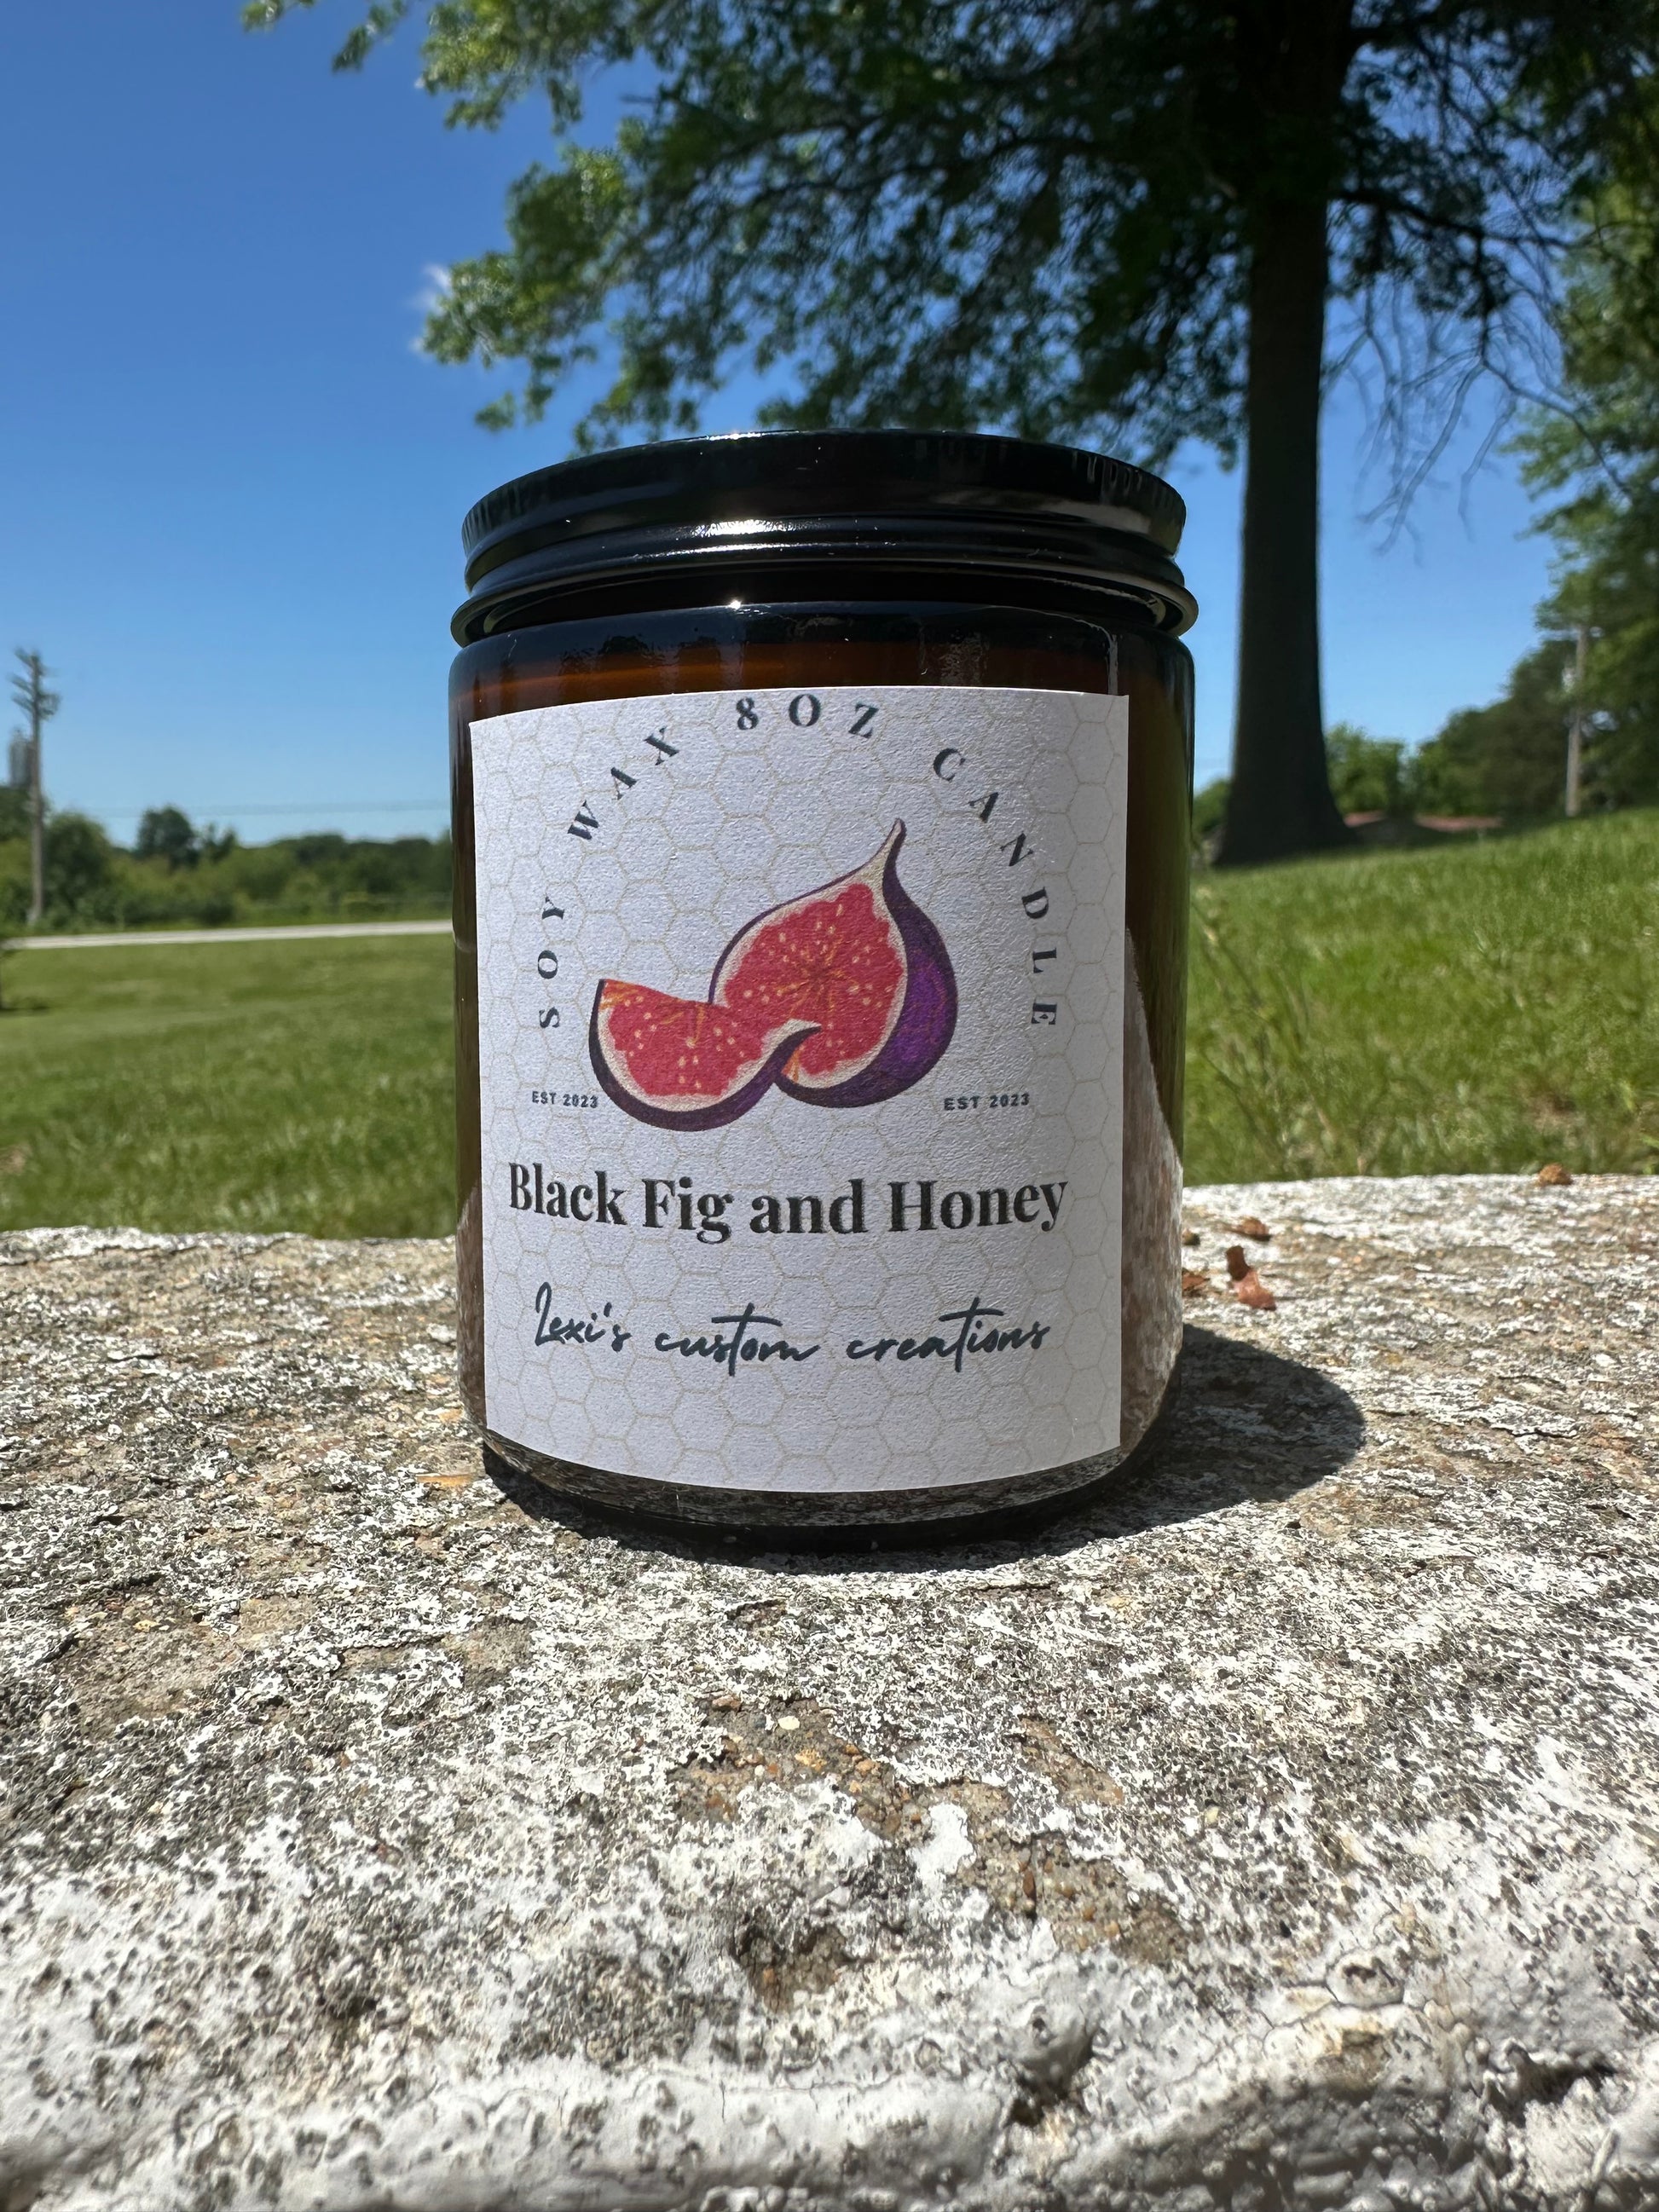 SOY WAX 8OZ CANDLE
EST 2023
EST 2023
Black Fig and Honey
Lexi's custom creations